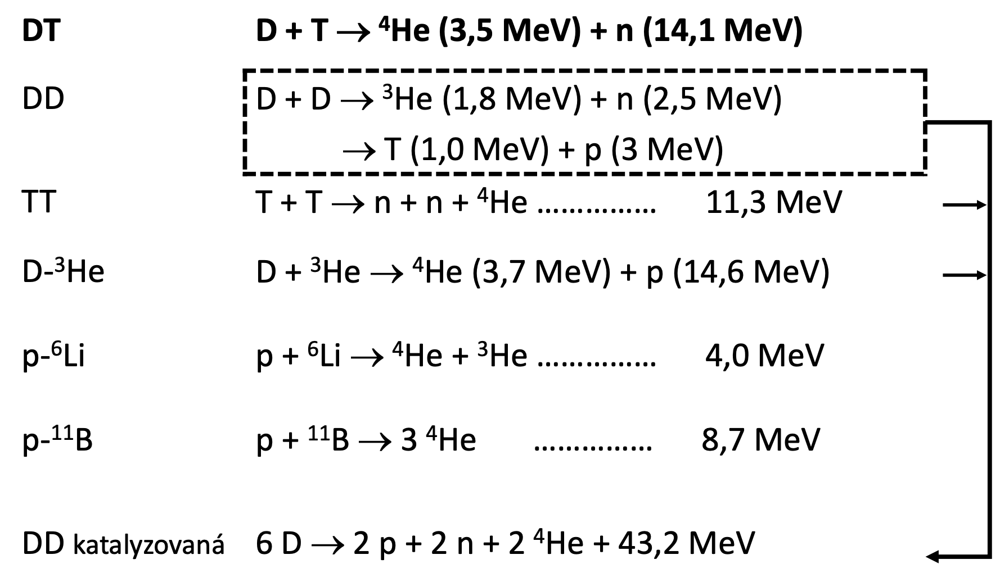 DT D + T → ⁴He (3,5 MeV) + n (14,1 MeV)
DD D + D → ³He (1,8 MeV) + n (2,5 MeV)
→ T (1,0 MeV) + p (3 MeV)
TT T + T → n + n + ⁴He …………… 11,3 MeV
D-³He D + ³He → ⁴He (3,7 MeV) + p (14,6 MeV)
p-⁶Li p + ⁶Li → ⁴He + ³He …………… 4,0 MeV
p-¹¹B p + ¹¹B → 3 ⁴He …………… 8,7 MeV
DD katalyzovaná 6 D → 2 p + 2 n + 2 ⁴He + 43,2 MeV